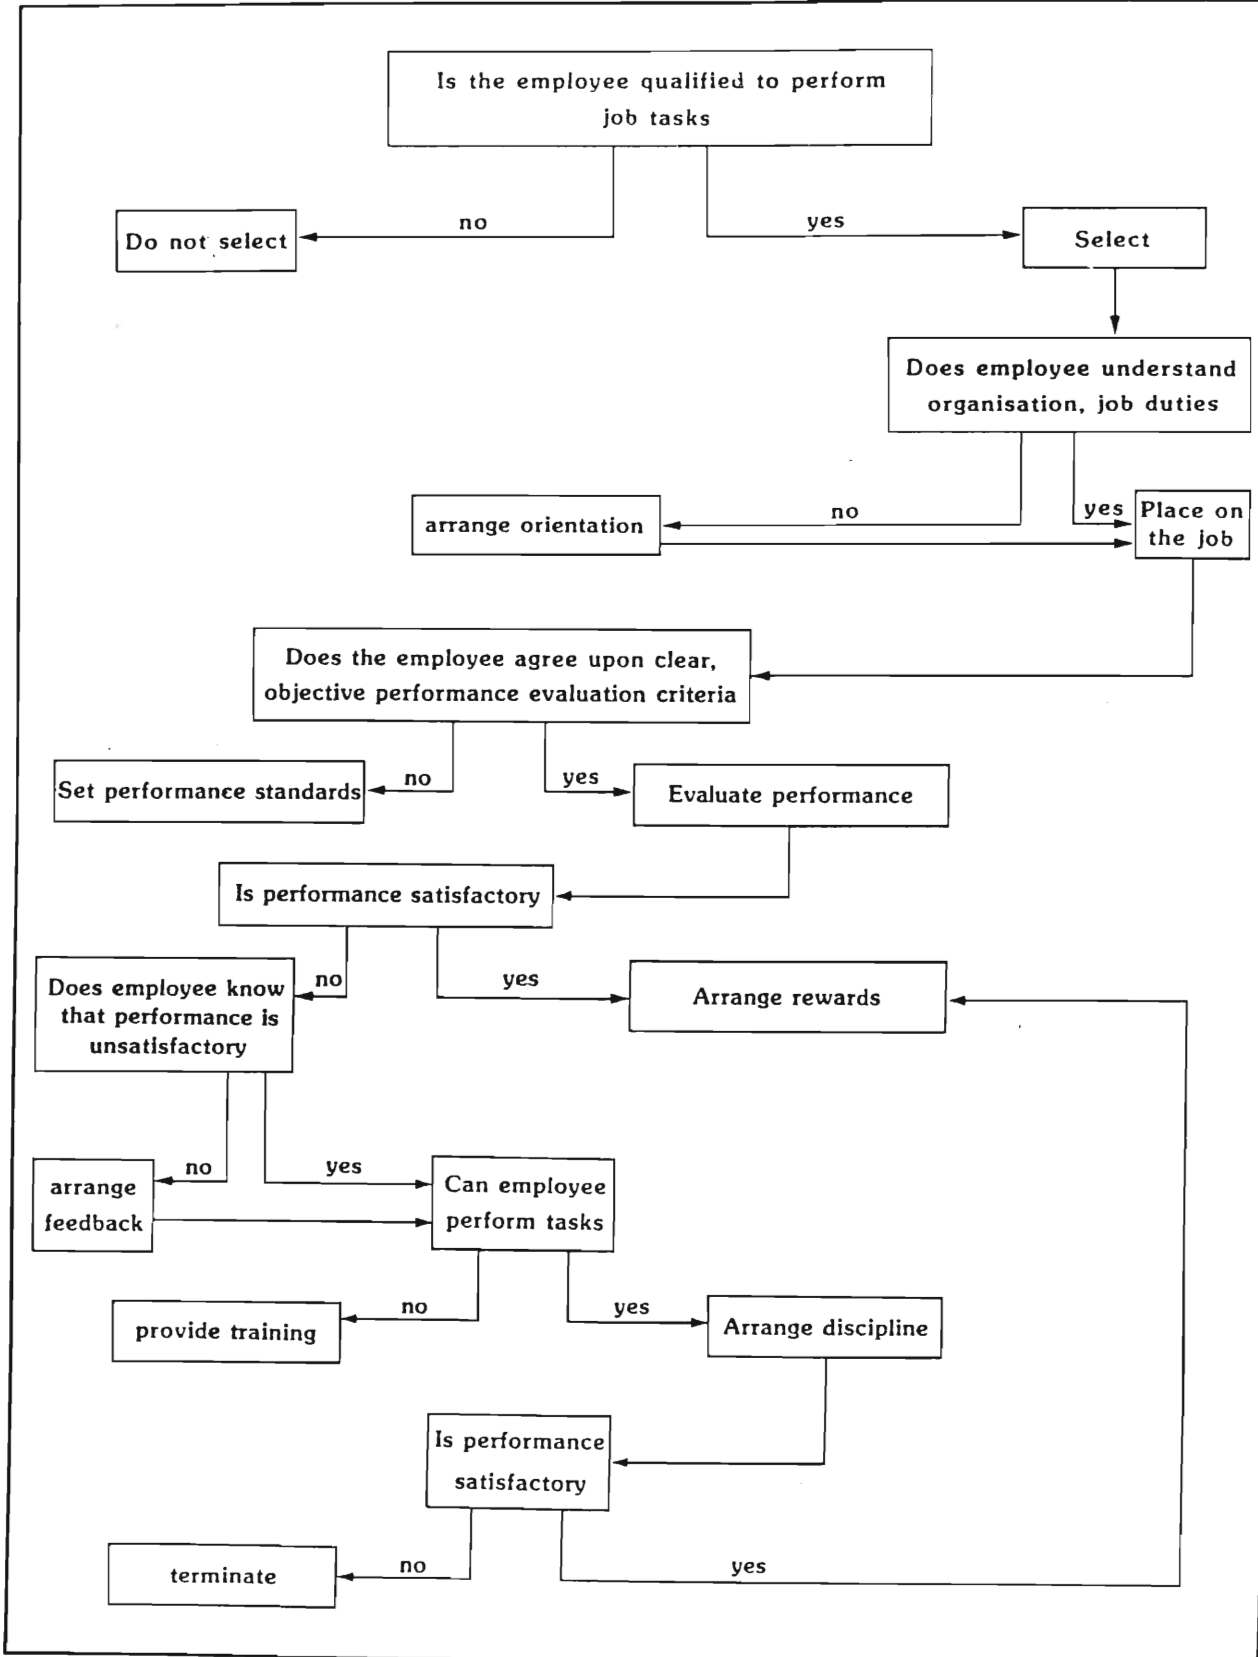 Is the employee qualified to perform
job tasks
no
yes
Do not select
Select
Does employee understand
organisation, job duties
no
yes
arrange orientation
Place on
the job
Does the employee agree upon clear,
objective performance evaluation criteria
no
yes
Set performance standards
Evaluate performance
Is performance satisfactory
no
yes
Does employee know
that performance is
unsatisfactory
Arrange rewards
no
yes
arrange
feedback
Can employee
perform tasks
no
yes
provide training
Arrange discipline
Is performance
satisfactory
no
yes
terminate